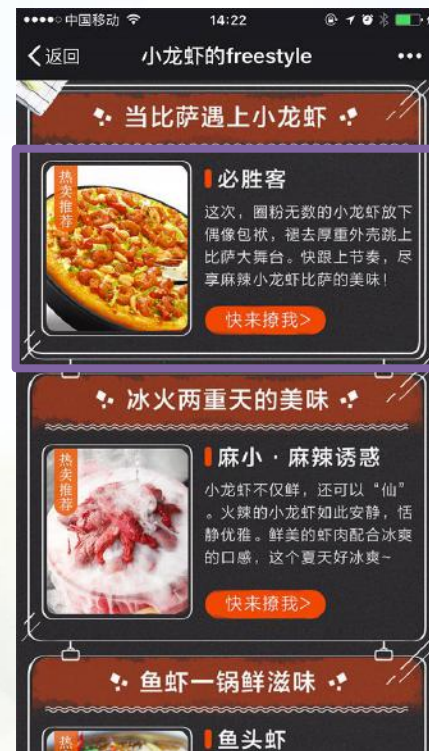 中国移动
14:22
返回
小龙虾的freestyle
当比萨遇上小龙虾
热卖推荐
必胜客
这次，圈粉无数的小龙虾放下
偶像包袱，褪去厚重外壳跳上
比萨大舞台。快跟上节奏，尽
享麻辣小龙虾比萨的美味！
快来撩我>
冰火两重天的美味
热卖推荐
麻小·麻辣诱惑
小龙虾不仅鲜，还可以“仙”
。火辣的小龙虾如此安静，恬
静优雅。鲜美的虾肉配合冰爽
的口感，这个夏天好冰爽~
快来撩我>
鱼虾一锅鲜滋味
热
鱼头虾